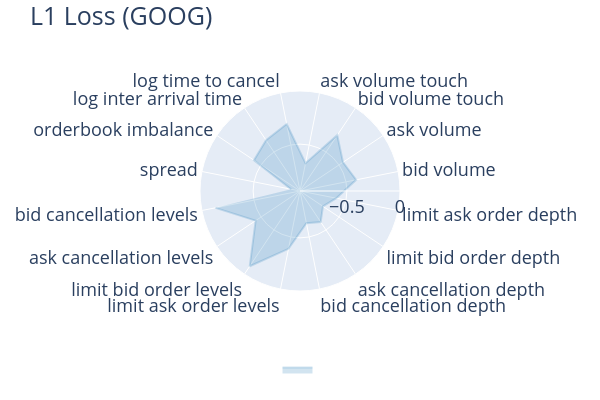 L1 Loss (GOOG)
log time to cancel
ask volume touch
log inter arrival time
bid volume touch
orderbook imbalance
ask volume
spread
bid volume
−0.5
0
bid cancellation levels
limit ask order depth
ask cancellation levels
limit bid order depth
limit bid order levels
ask cancellation depth
limit ask order levels
bid cancellation depth